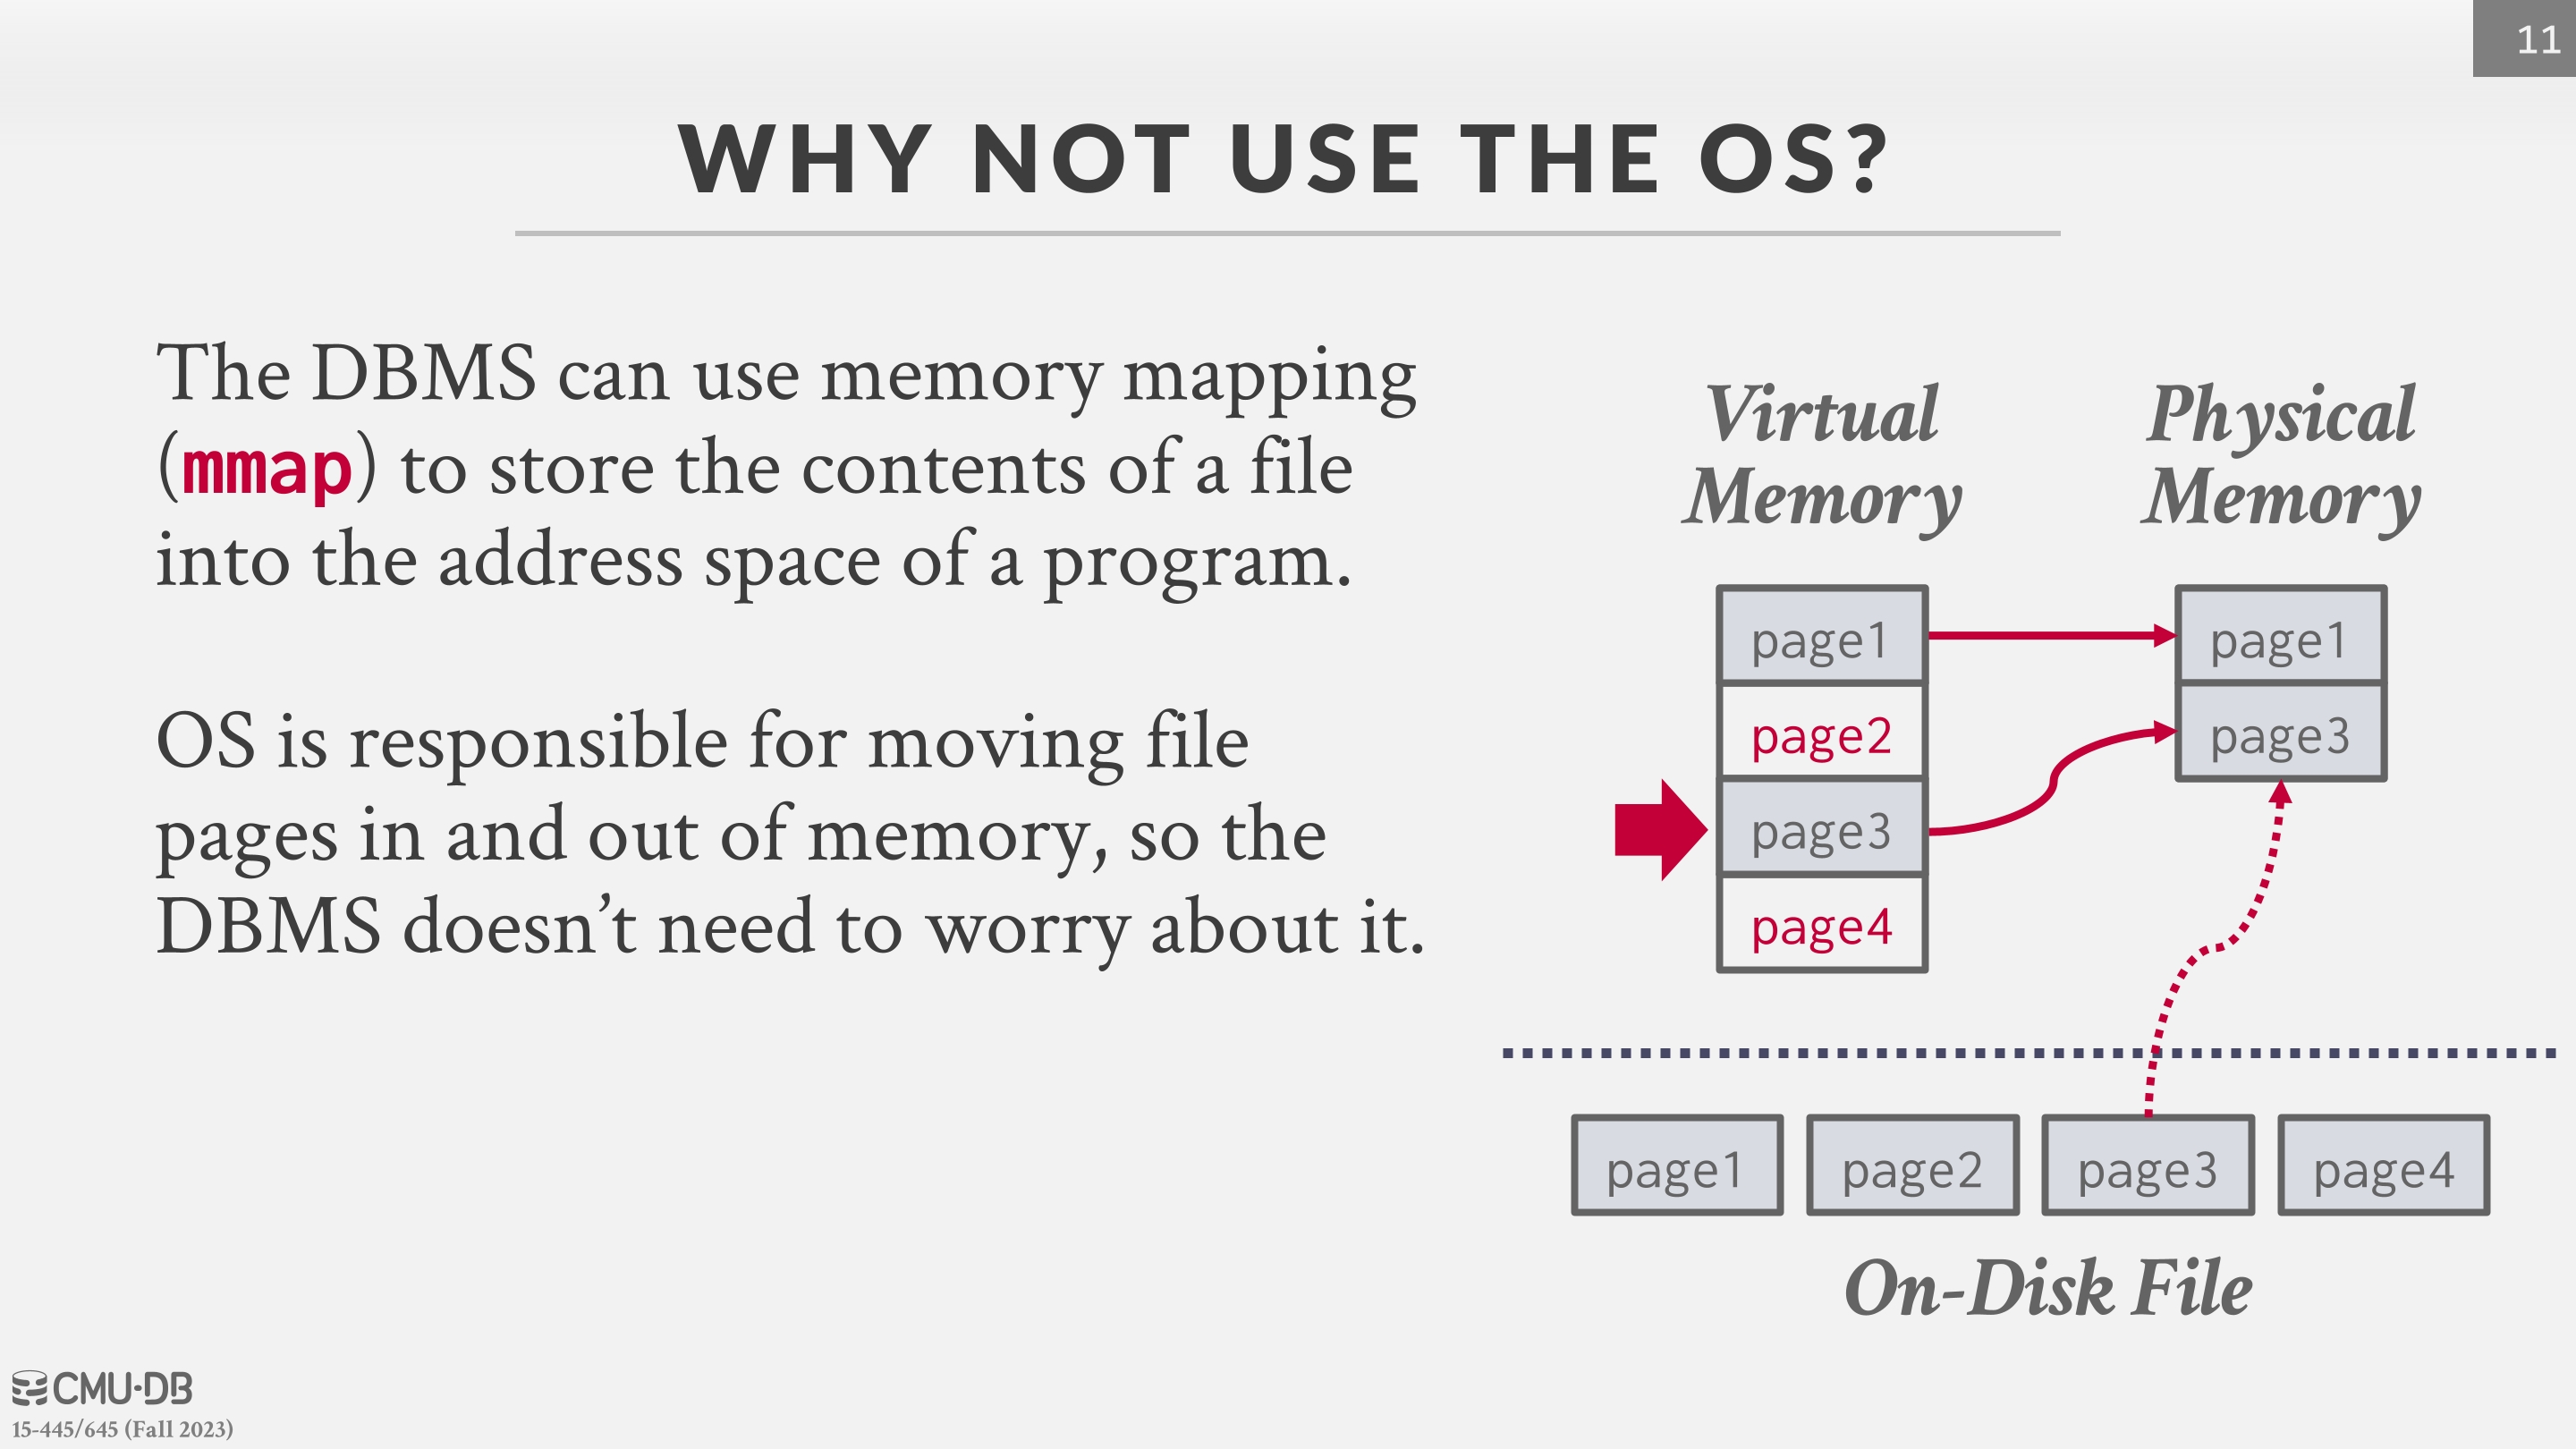 11
WHY NOT USE THE OS?
The DBMS can use memory mapping
(mmap) to store the contents of a file
into the address space of a program.
OS is responsible for moving file
pages in and out of memory, so the
DBMS doesn’t need to worry about it.
Virtual
Memory
Physical
Memory
page1
page2
page3
page4
page1
page3
page1 page2 page3 page4
On-Disk File
CMU·DB
15-445/645 (Fall 2023)